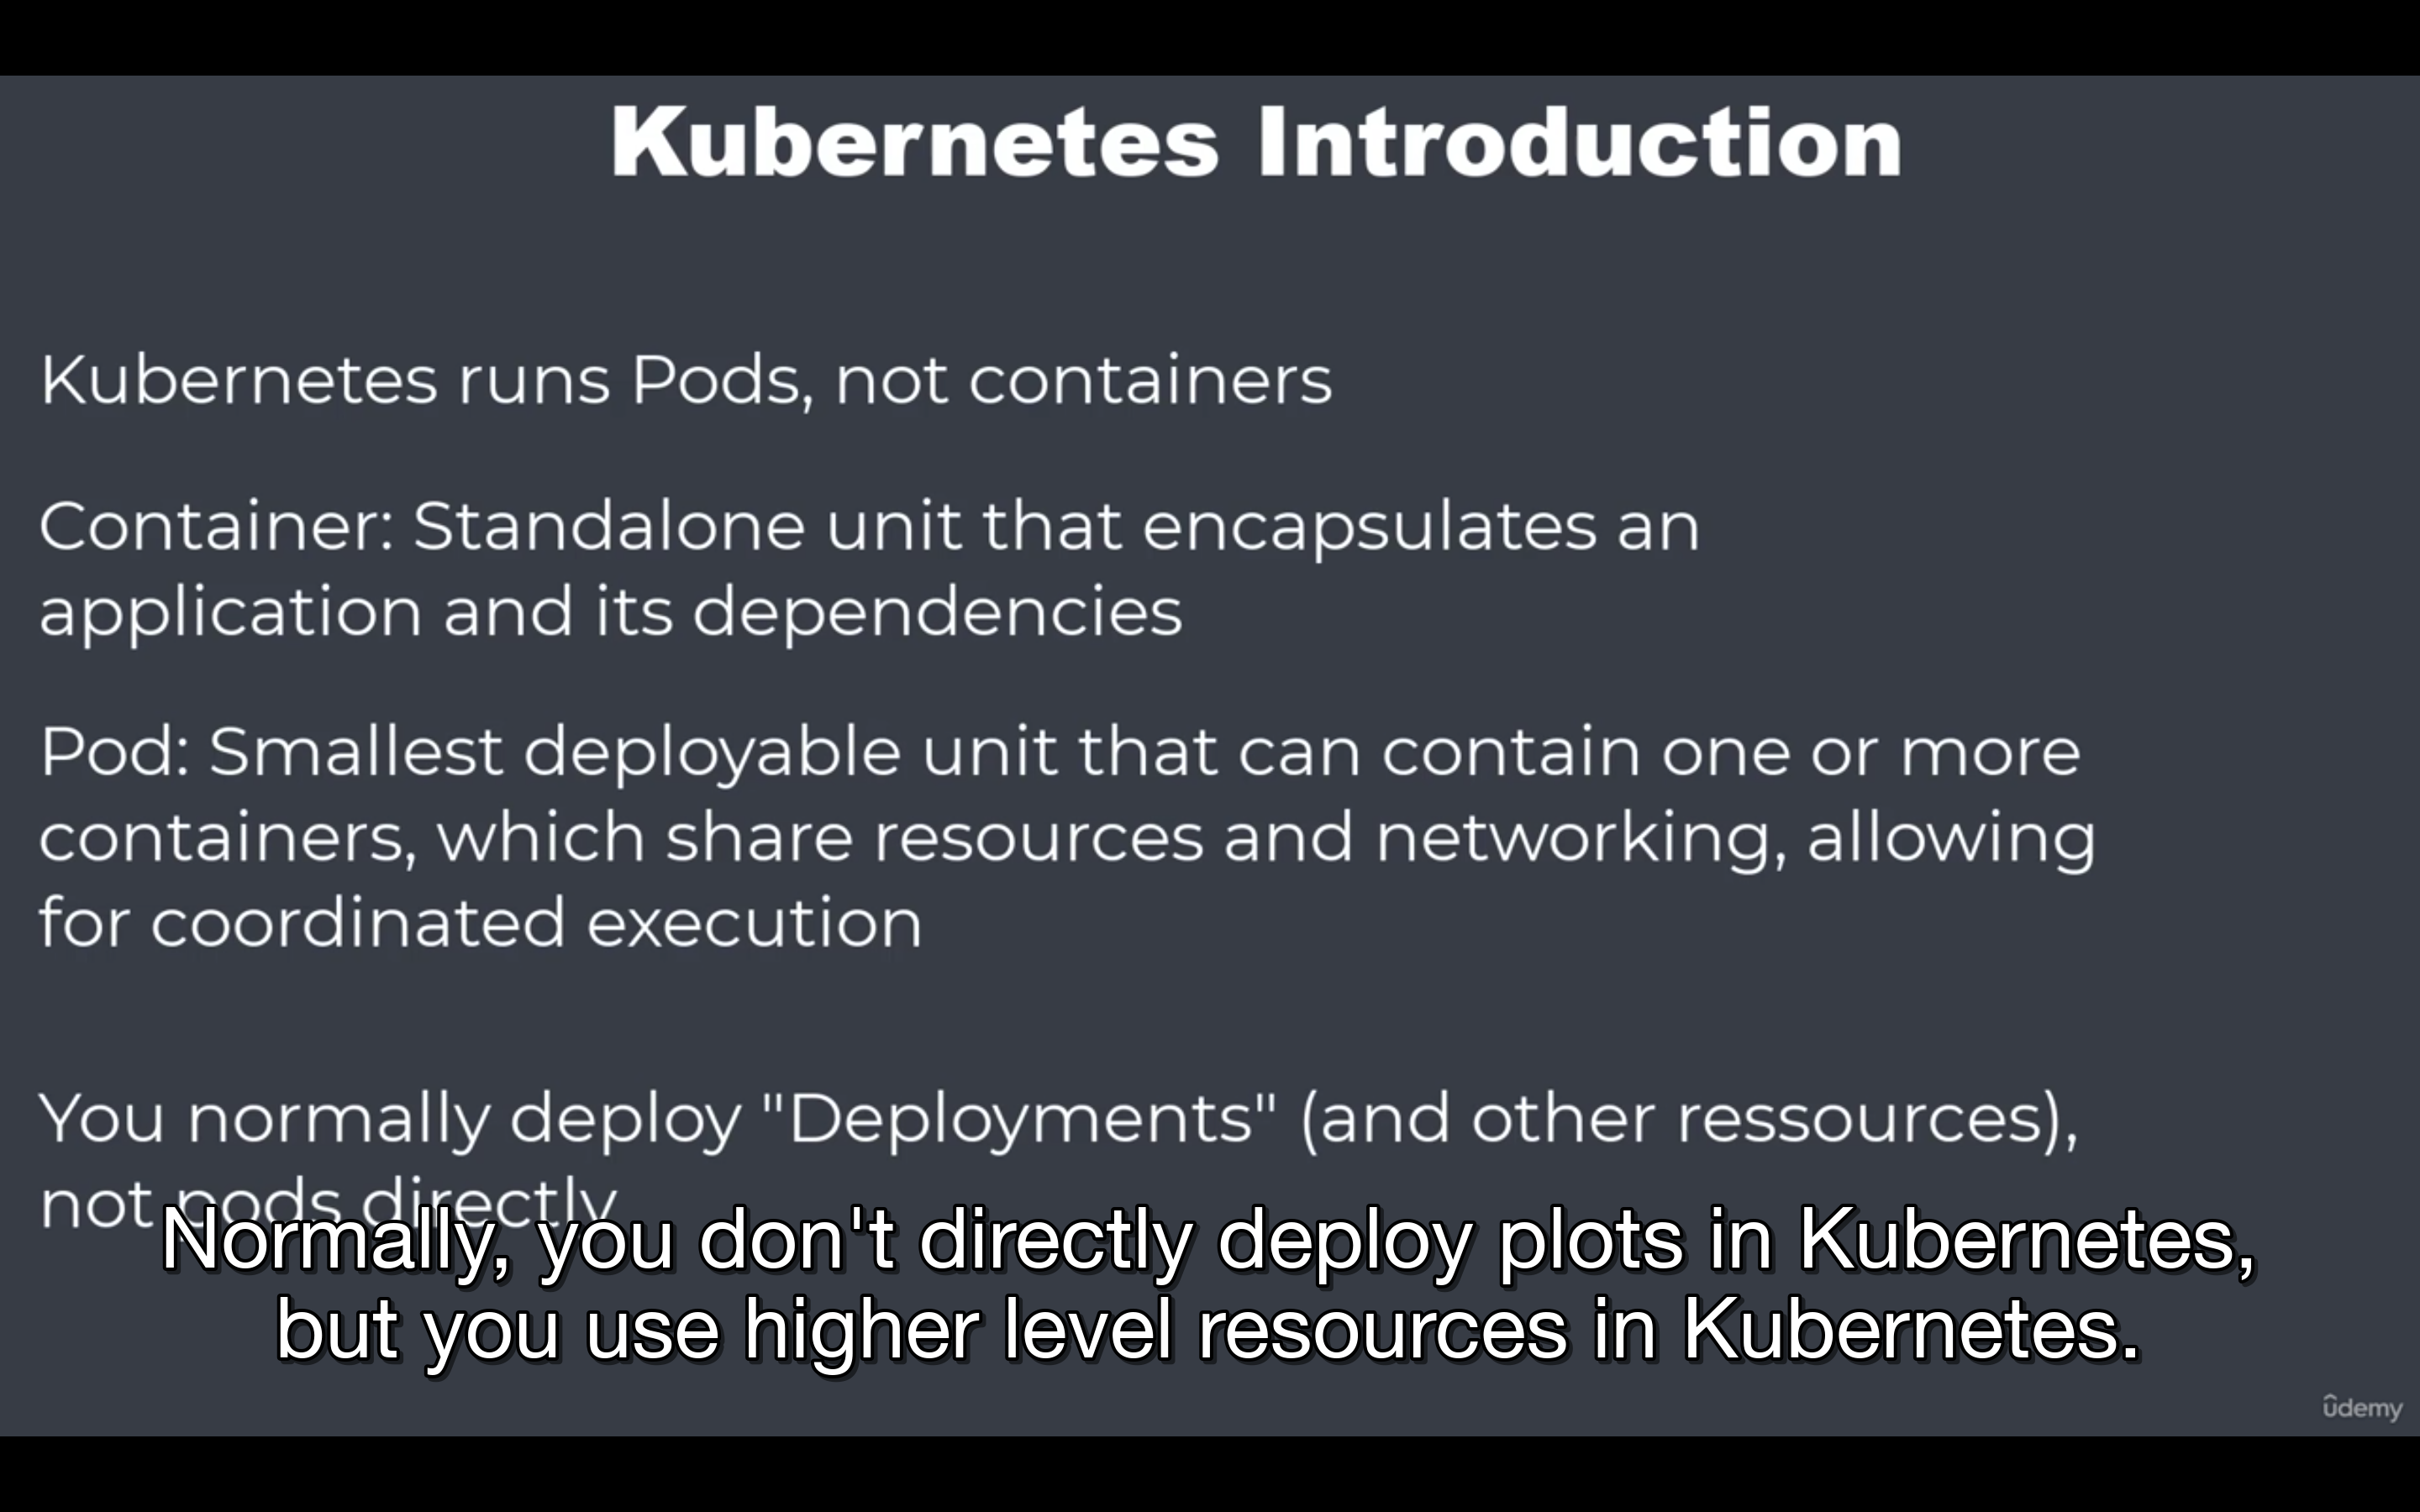 Kubernetes Introduction
Kubernetes runs Pods, not containers
Container: Standalone unit that encapsulates an
application and its dependencies
Pod: Smallest deployable unit that can contain one or more
containers, which share resources and networking, allowing
for coordinated execution
You normally deploy "Deployments" (and other ressources),
not pods directly
Normally, you don't directly deploy plots in Kubernetes,
but you use higher level resources in Kubernetes.
ûdemy